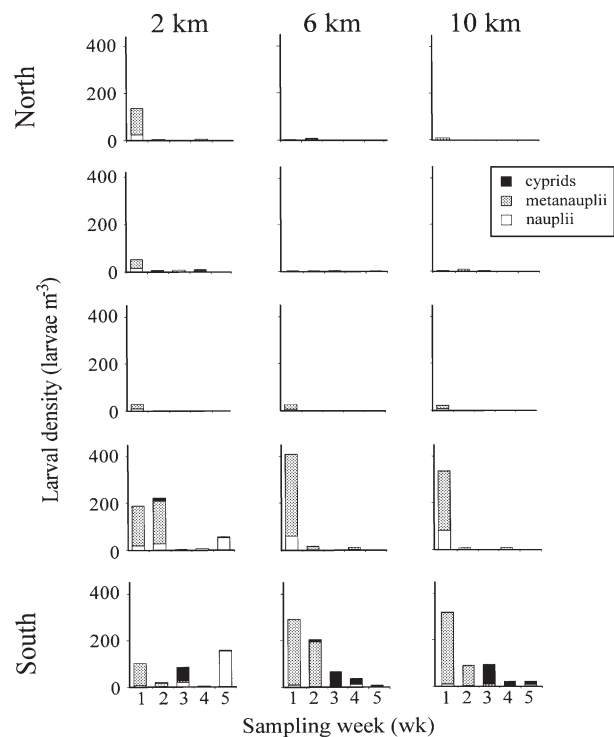 2 km 6 km 10 km
North
400
200
0
400
200
0
cyprids
metanauplii
nauplii
Larval density (larvae m-3)
400
200
0
400
200
0
South
400
200
0
1 2 3 4 5 1 2 3 4 5 1 2 3 4 5
Sampling week (wk)